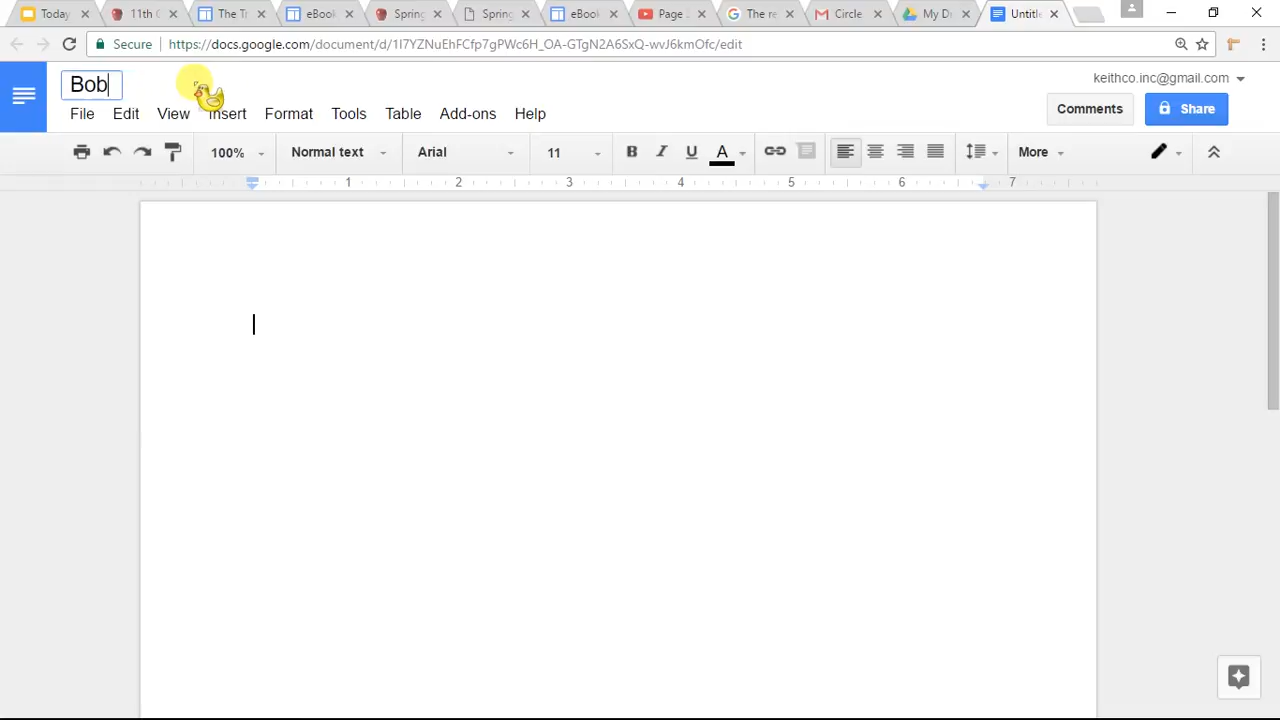 Today 11th G The Tr eBook Spring Spring eBook Page The re Circle My D Untitl
Secure https://docs.google.com/document/d/1I7YZNuEhFCfp7gPWc6H_OA-GTgN2A6SxQ-wvJ6kmOfc/edit
Bob keithco.inc@gmail.com
File Edit View Insert Format Tools Table Add-ons Help Comments Share
100% Normal text Arial 11 B I U A More
1 2 3 4 5 6 7